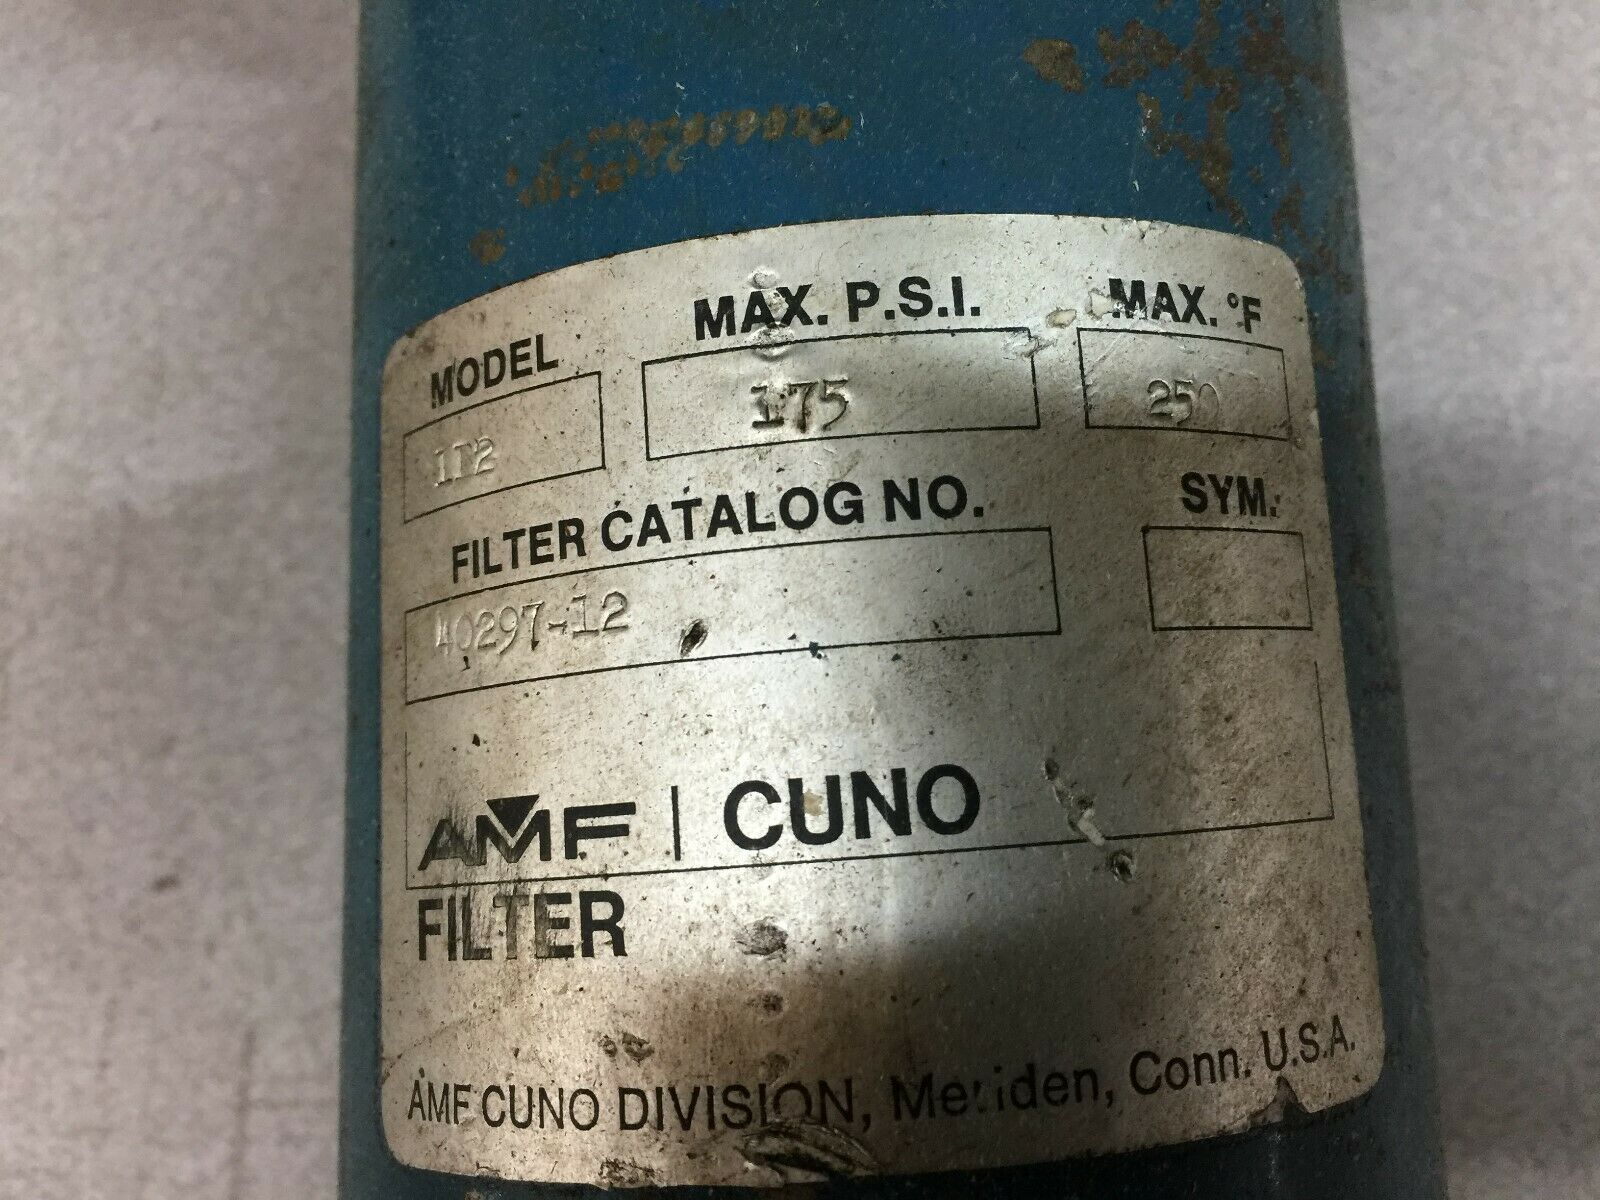 MODEL MAX. P.S.I. MAX. °F
175 250
FILTER CATALOG NO. SYM.
40297-12
AMF | CUNO
FILTER
AMF CUNO DIVISION, Meriden, Conn. U.S.A.